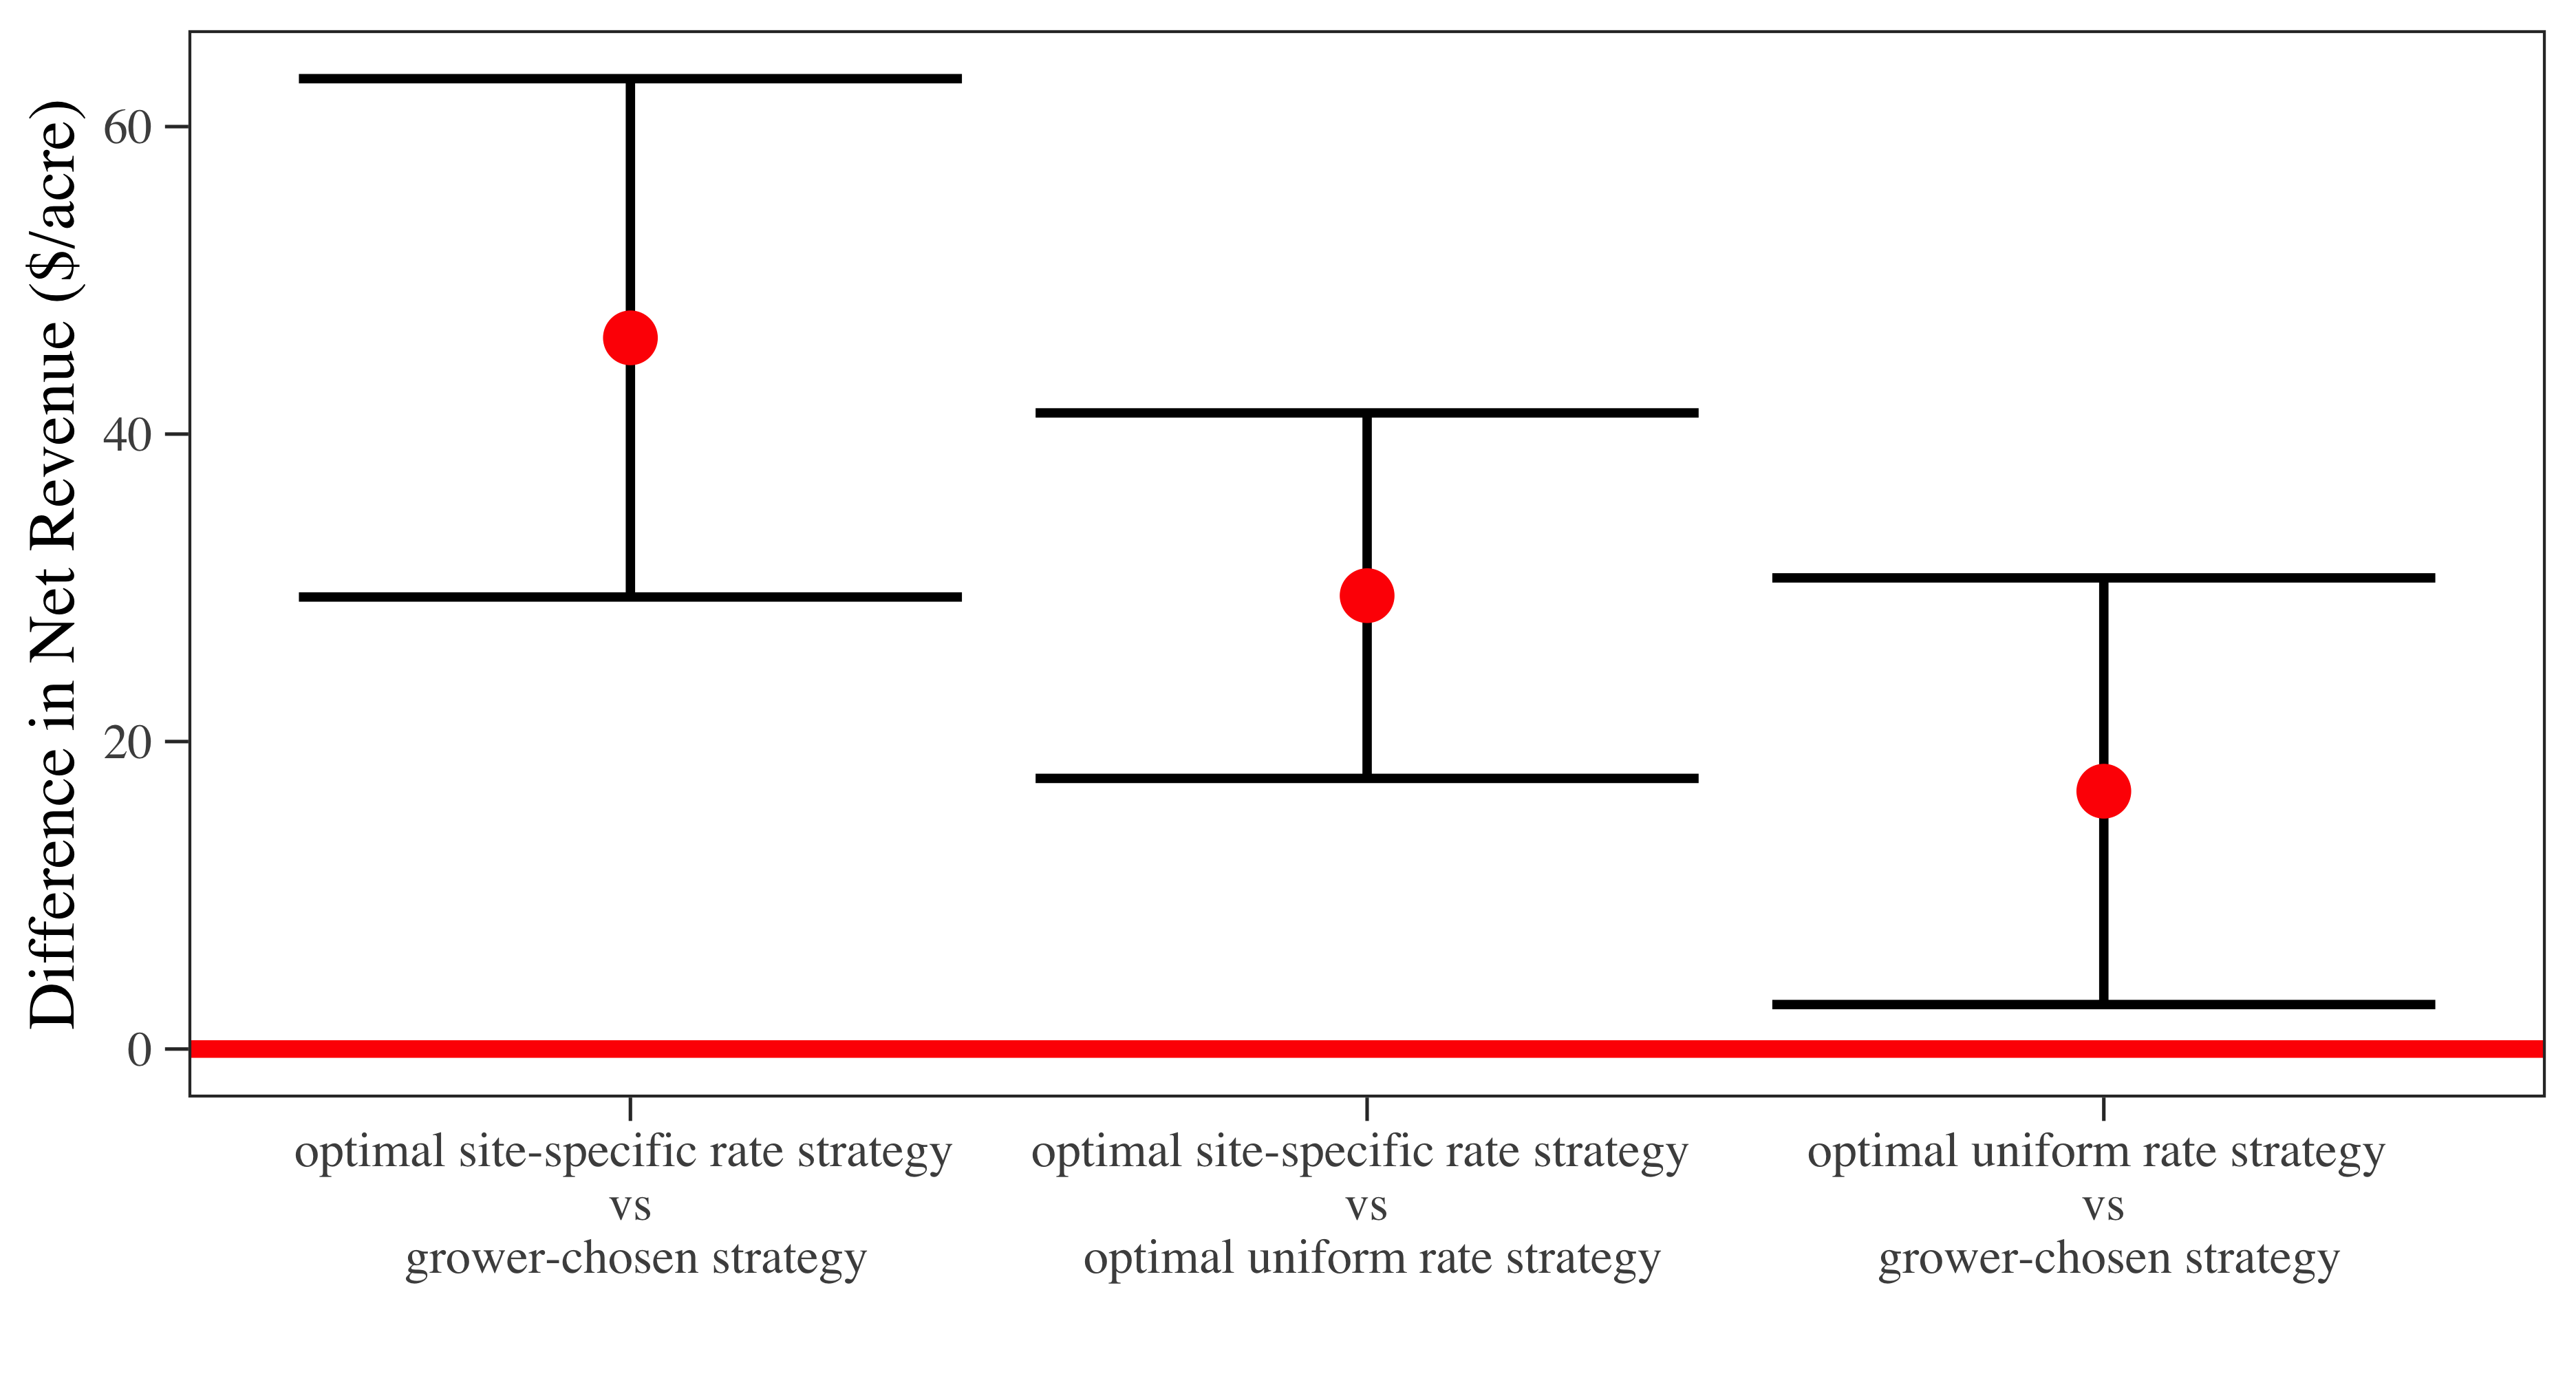 Difference in Net Revenue ($/acre)
60
40
20
0
optimal site-specific rate strategy
vs
grower-chosen strategy
optimal site-specific rate strategy
vs
optimal uniform rate strategy
optimal uniform rate strategy
vs
grower-chosen strategy